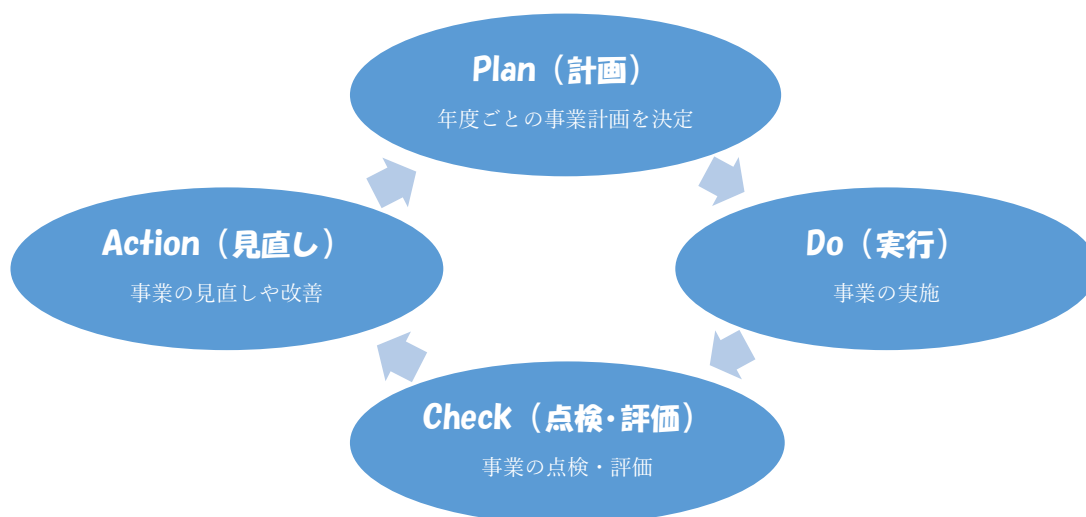 Plan（計画）
年度ごとの事業計画を決定
Action（見直し）
事業の見直しや改善
Do（実行）
事業の実施
Check（点検・評価）
事業の点検・評価